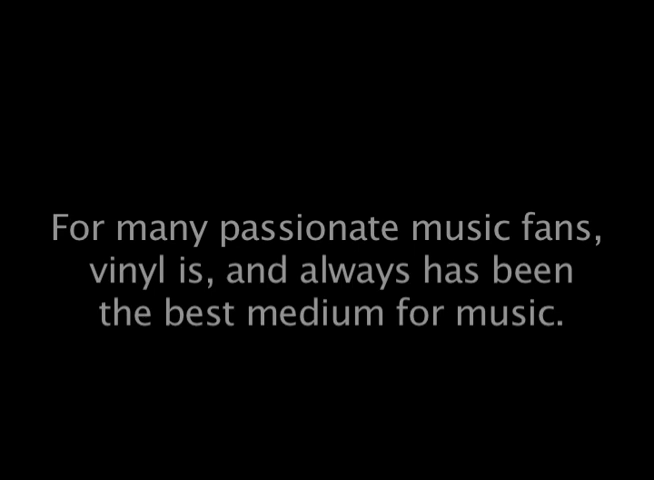 For many passionate music fans,
vinyl is, and always has been
the best medium for music.